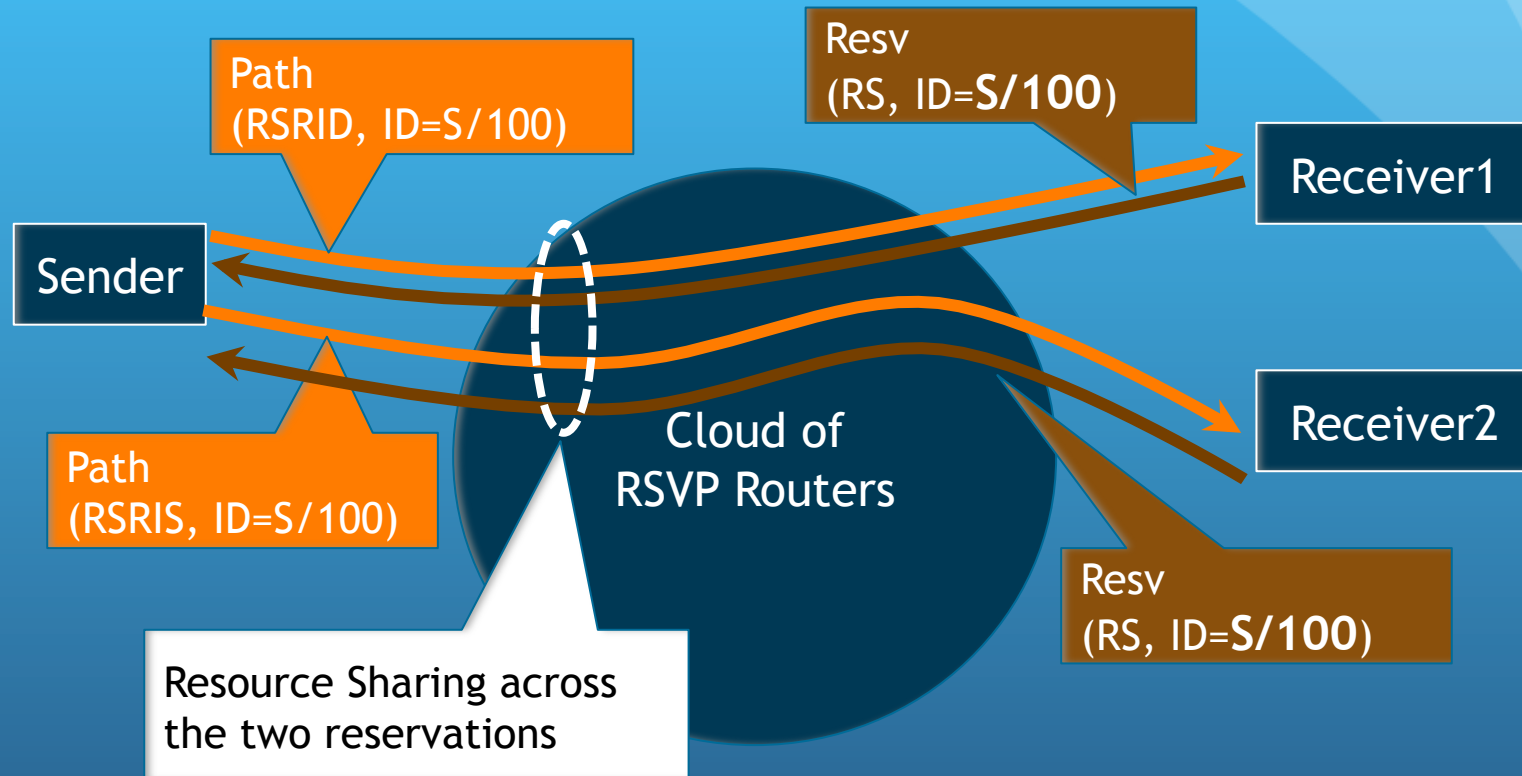 Path
(RSRID, ID=S/100)
Resv
(RS, ID=S/100)
Receiver1
Sender
Cloud of
RSVP Routers
Receiver2
Path
(RSRIS, ID=S/100)
Resv
(RS, ID=S/100)
Resource Sharing across
the two reservations